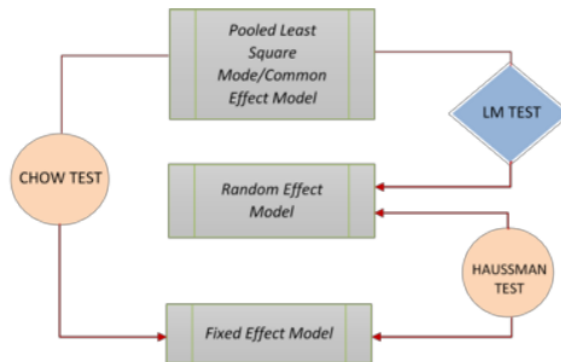 Pooled Least
Square
Mode/Common
Effect Model
LM TEST
CHOW TEST
Random Effect
Model
HAUSSMAN
TEST
Fixed Effect Model